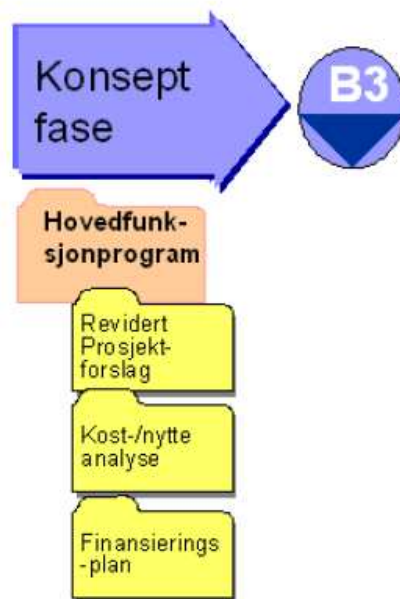 Konsept
fase
B3
Hovedfunk-
sjonprogram
Revidert
Prosjekt-
forslag
Kost-/nytte
analyse
Finansierings
-plan